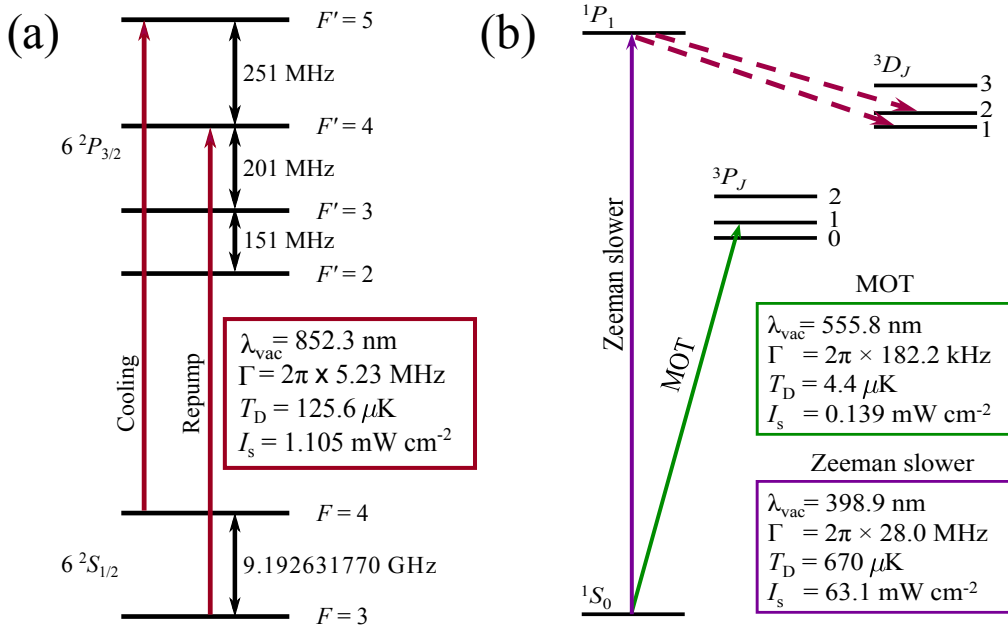 (a)
F′ = 5
251 MHz
F′ = 4
6 ²P₃/₂
201 MHz
F′ = 3
151 MHz
F′ = 2
λvac = 852.3 nm
Γ = 2π x 5.23 MHz
TD = 125.6 μK
Is = 1.105 mW cm⁻²
Cooling
Repump
F = 4
6 ²S₁/₂
9.192631770 GHz
F = 3
(b)
¹P₁
³DJ
3
2
1
³PJ
2
1
0
Zeeman slower
MOT
MOT
λvac = 555.8 nm
Γ = 2π × 182.2 kHz
TD = 4.4 μK
Is = 0.139 mW cm⁻²
Zeeman slower
λvac = 398.9 nm
Γ = 2π × 28.0 MHz
TD = 670 μK
Is = 63.1 mW cm⁻²
¹S₀